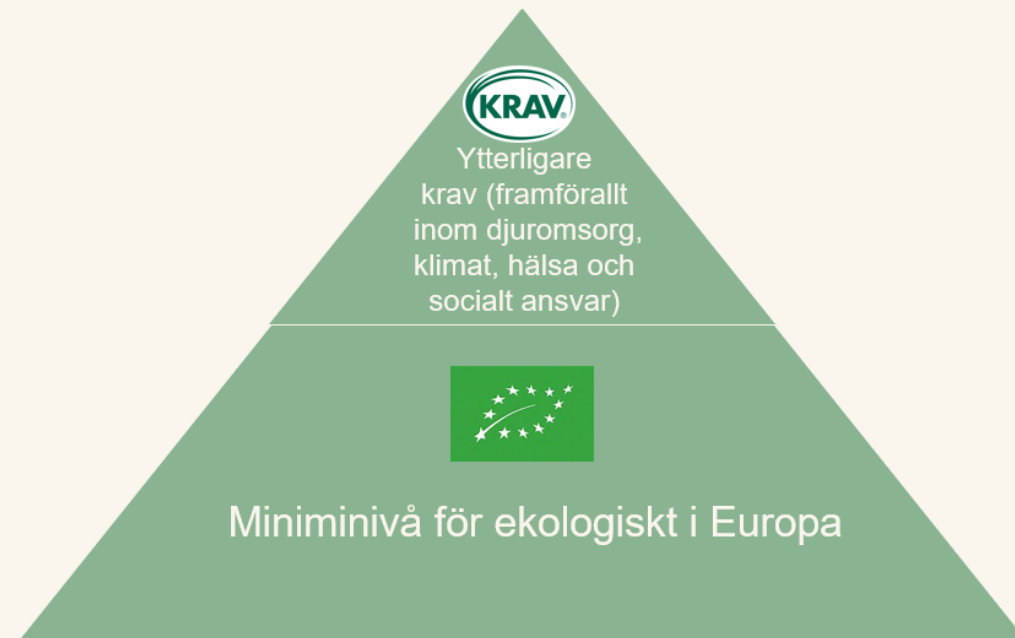 KRAV
Ytterligare
krav (framförallt
inom djuromsorg,
klimat, hälsa och
socialt ansvar)
Miniminivå för ekologiskt i Europa